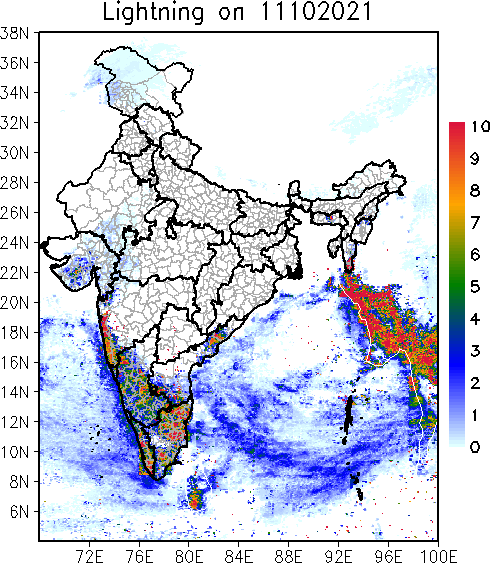 Lightning on 11102021
38N
36N
34N
32N
30N
28N
26N
24N
22N
20N
18N
16N
14N
12N
10N
8N
6N
72E 76E 80E 84E 88E 92E 96E 100E
10
9
8
7
6
5
4
3
2
1
0